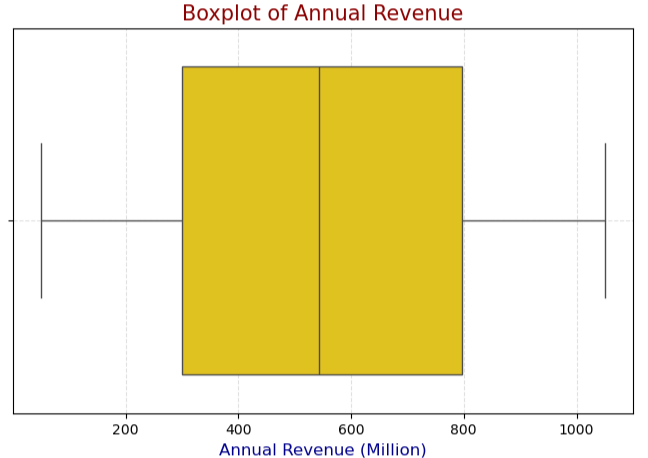 Boxplot of Annual Revenue
200 400 600 800 1000
Annual Revenue (Million)